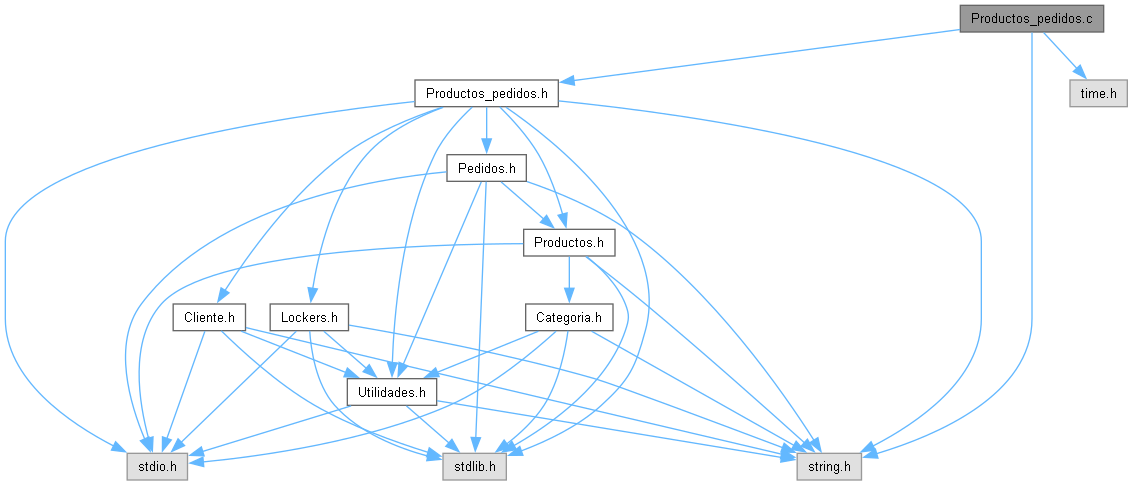 Productos_pedidos.c
Productos_pedidos.h
time.h
Pedidos.h
Productos.h
Cliente.h
Lockers.h
Categoria.h
Utilidades.h
stdio.h
stdlib.h
string.h